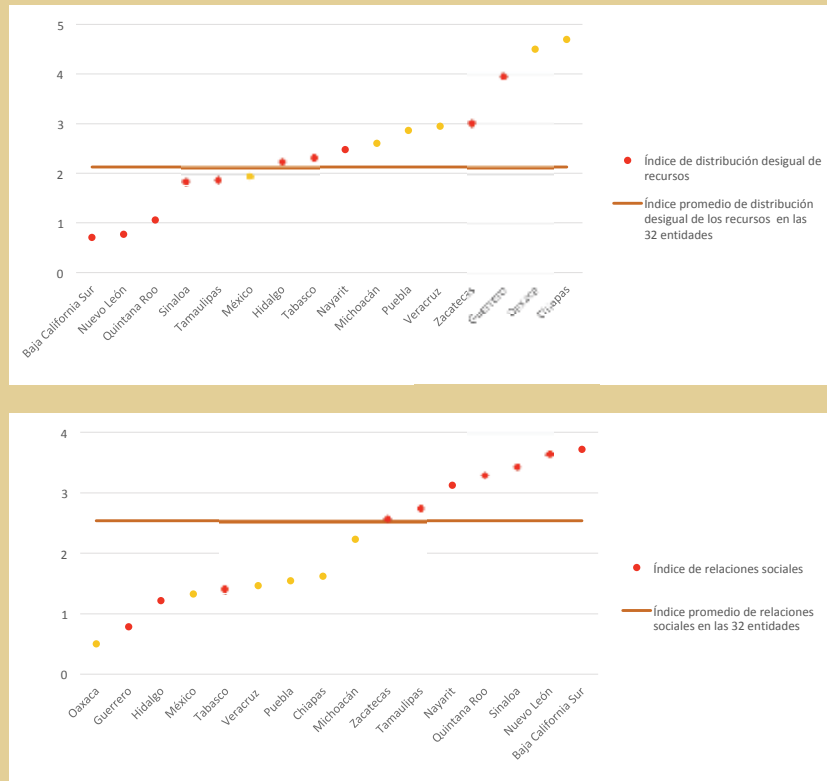 5
4
3
2
1
0
Baja California Sur
Nuevo León
Quintana Roo
Sinaloa
Tamaulipas
México
Hidalgo
Tabasco
Nayarit
Michoacán
Puebla
Veracruz
Zacatecas
Guerrero
Oaxaca
Chiapas
Índice de distribución desigual de
recursos
Índice promedio de distribución
desigual de los recursos en las
32 entidades
4
3
2
1
0
Oaxaca
Guerrero
Hidalgo
México
Tabasco
Veracruz
Puebla
Chiapas
Michoacán
Zacatecas
Tamaulipas
Nayarit
Quintana Roo
Sinaloa
Nuevo León
Baja California Sur
Índice de relaciones sociales
Índice promedio de relaciones
sociales en las 32 entidades